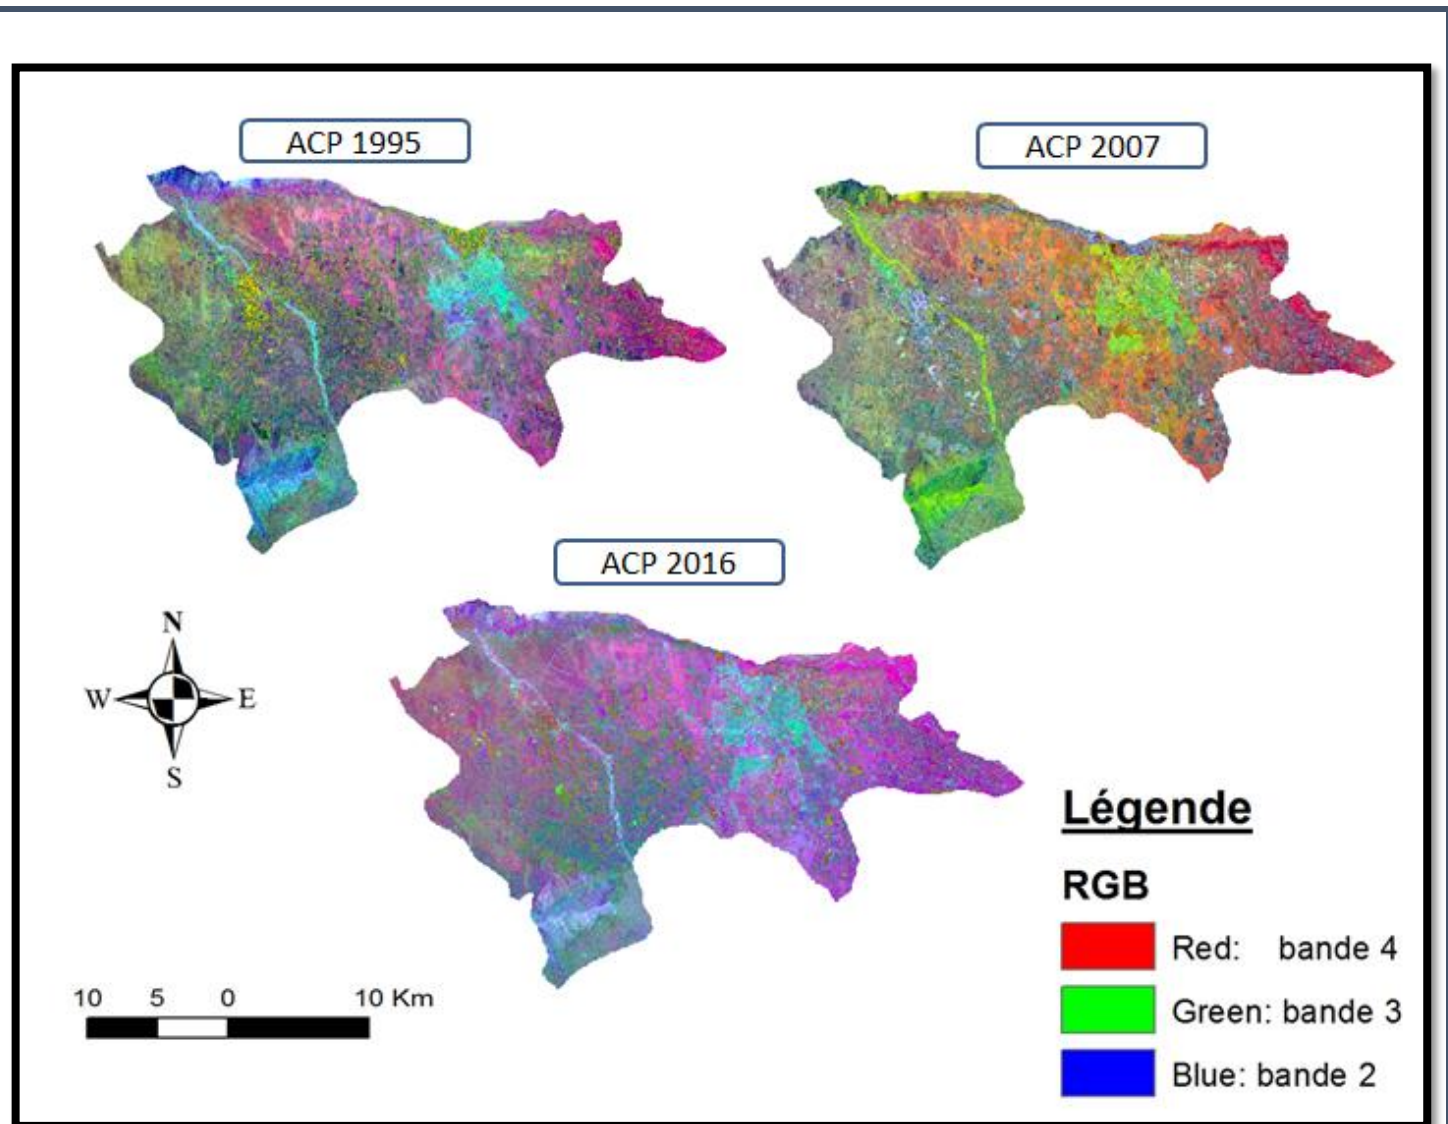 ACP 1995
ACP 2007
ACP 2016
N
W E
S
10 5 0 10 Km
Légende
RGB
Red: bande 4
Green: bande 3
Blue: bande 2